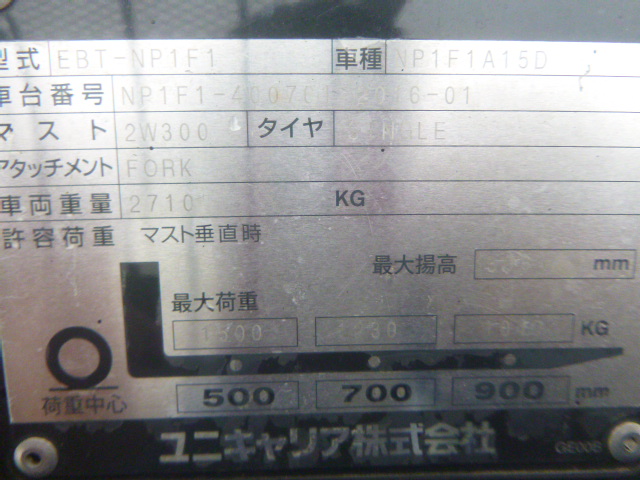 型式 EBT-NP1F1 車種 NP1F1A15D
車台番号
マスト 2W300 タイヤ
アタッチメント FORK
車両重量 2710 KG
許容荷重 マスト垂直時
最大揚高 mm
最大荷重
1500 KG
500 700 900 mm
荷重中心
ユニキャリア株式会社 GE00B